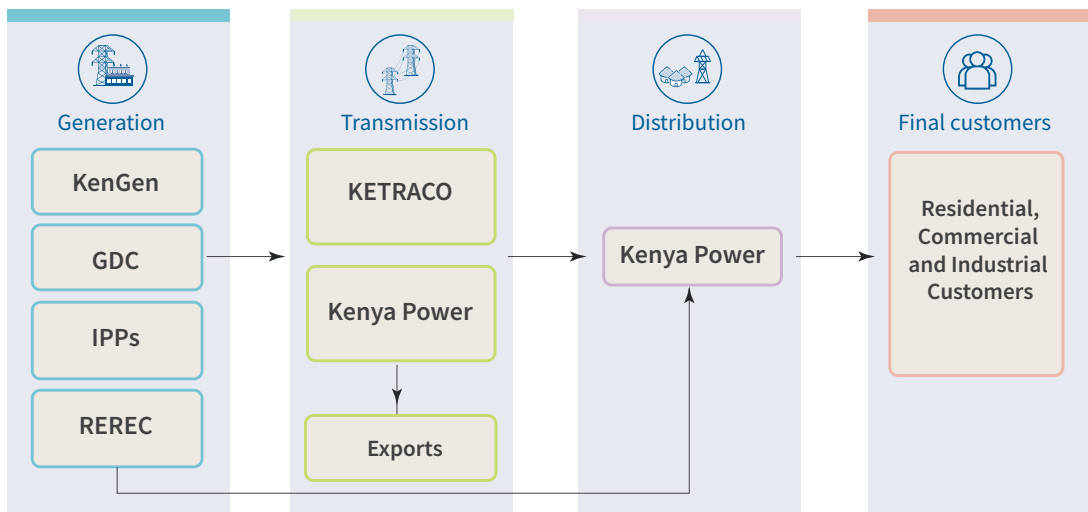 Generation
KenGen
GDC
IPPs
REREC
Transmission
KETRACO
Kenya Power
Exports
Distribution
Kenya Power
Final customers
Residential,
Commercial
and Industrial
Customers